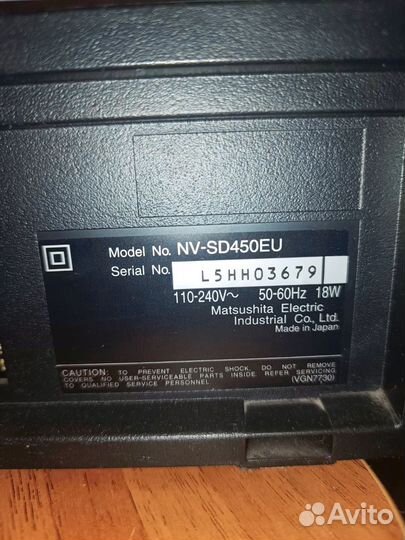 Model No. NV-SD450EU
Serial No. L5HH03679
110-240V~ 50-60Hz 18W
Matsushita Electric
Industrial Co., Ltd.
Made in Japan
CAUTION: TO PREVENT ELECTRIC SHOCK, DO NOT REMOVE
COVERS NO USER-SERVICEABLE PARTS INSIDE. REFER SERVICING
TO QUALIFIED SERVICE PERSONNEL (VGN7730)
Avito